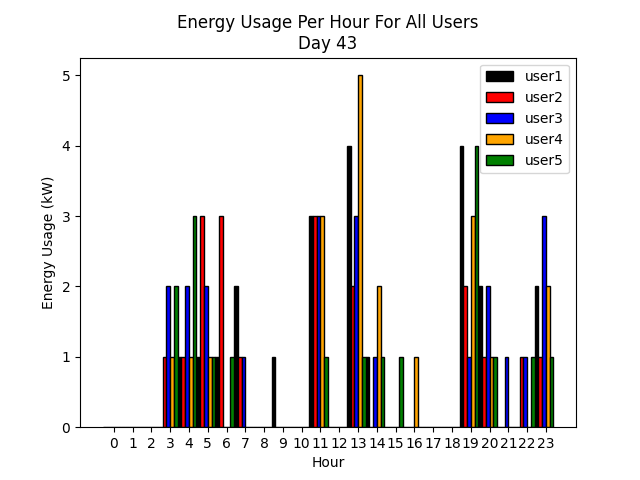 Energy Usage Per Hour For All Users
Day 43
user1
user2
user3
user4
user5
Energy Usage (kW)
5
4
3
2
1
0
0 1 2 3 4 5 6 7 8 9 10 11 12 13 14 15 16 17 18 19 20 21 22 23
Hour